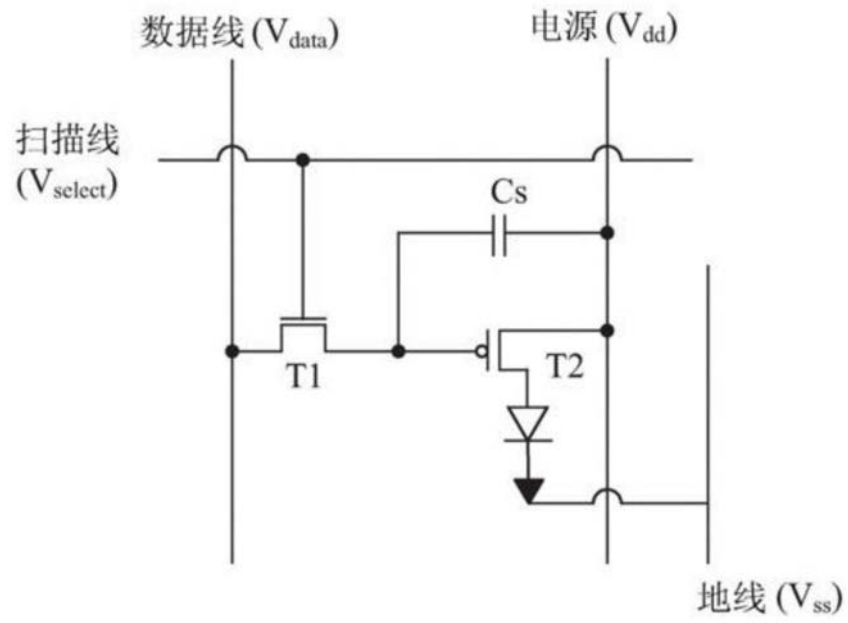 数据线 (Vdata)
电源 (Vdd)
扫描线
(Vselect)
Cs
T1
T2
地线 (Vss)